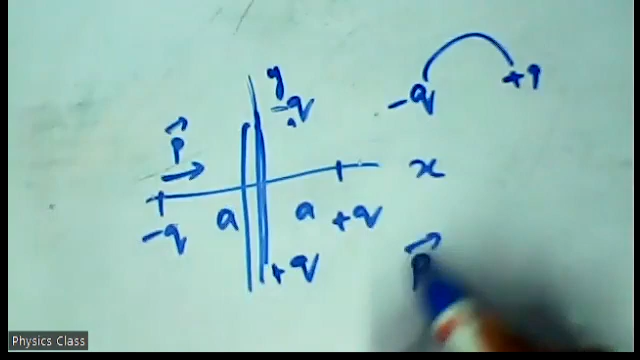 y
-q
-q +q
P
x
-q a a +q
+q
P
Physics Class